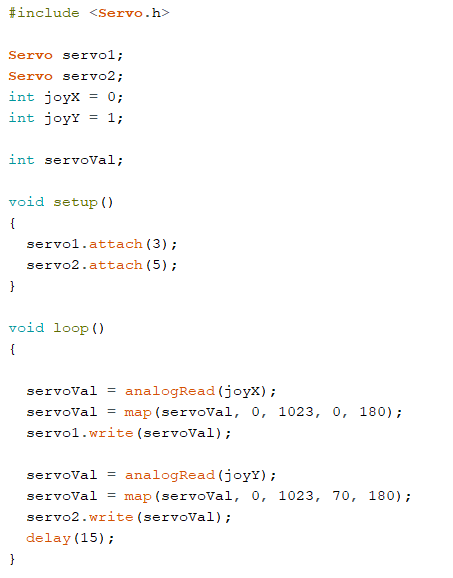 #include <Servo.h>
Servo servo1;
Servo servo2;
int joyX = 0;
int joyY = 1;
int servoVal;
void setup()
{
  servo1.attach(3);
  servo2.attach(5);
}
void loop()
{
  servoVal = analogRead(joyX);
  servoVal = map(servoVal, 0, 1023, 0, 180);
  servo1.write(servoVal);
  servoVal = analogRead(joyY);
  servoVal = map(servoVal, 0, 1023, 70, 180);
  servo2.write(servoVal);
  delay(15);
}